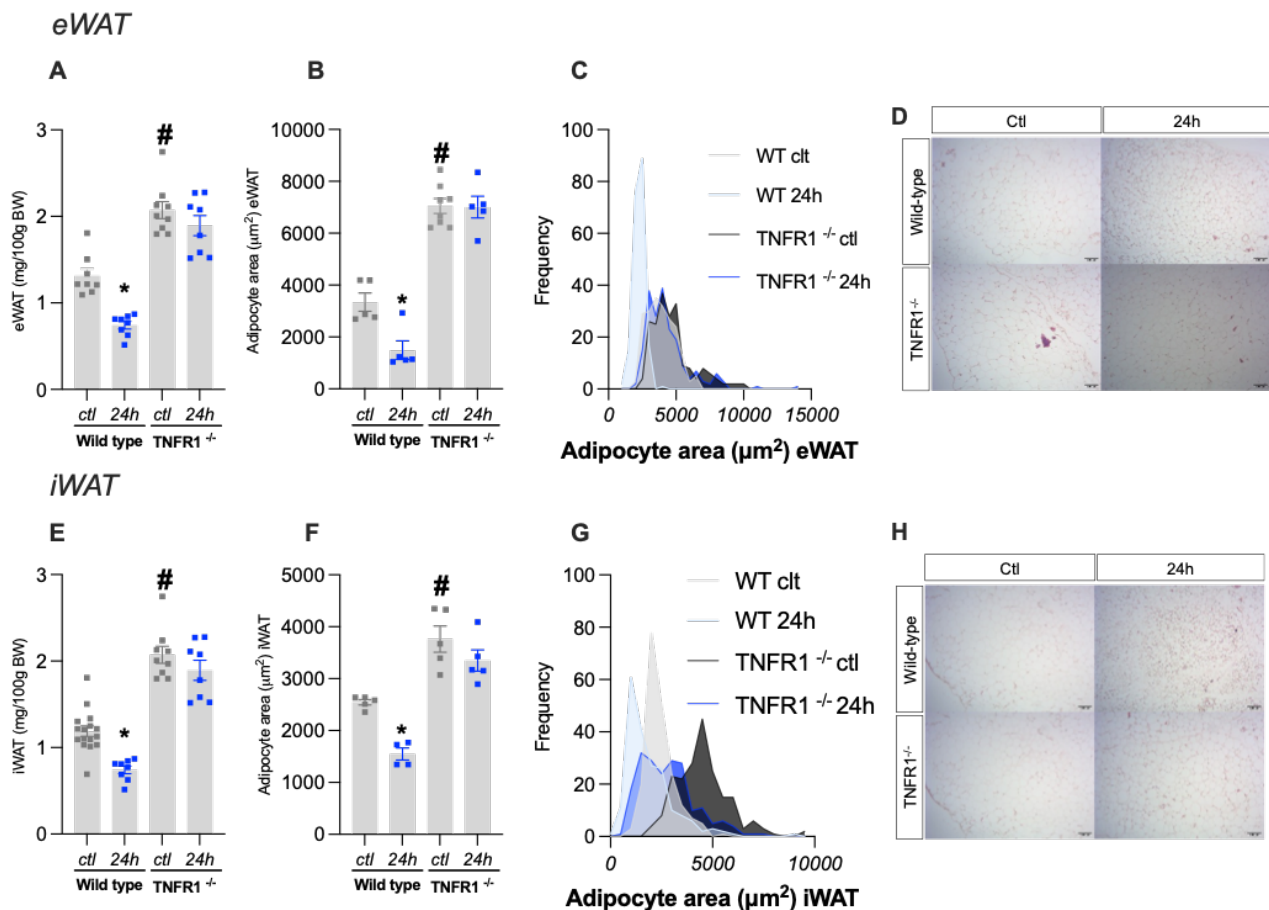 eWAT
A
B
C
D
3
2
1
0
eWAT (mg/100g BW)
#
*
ctl 24h ctl 24h
Wild type TNFR1 -/-
10000
8000
6000
4000
2000
0
Adipocyte area (µm2) eWAT
#
*
ctl 24h ctl 24h
Wild type TNFR1 -/-
100
80
60
40
20
0
Frequency
WT clt
WT 24h
TNFR1 -/- ctl
TNFR1 -/- 24h
0 5000 10000 15000
Adipocyte area (µm2) eWAT
Ctl 24h
Wild-type
TNFR1-/-
iWAT
E
F
G
H
3
2
1
0
iWAT (mg/100g BW)
#
*
ctl 24h ctl 24h
Wild type TNFR1 -/-
5000
4000
3000
2000
1000
0
Adipocyte area (µm2) iWAT
#
*
ctl 24h ctl 24h
Wild type TNFR1 -/-
100
80
60
40
20
0
Frequency
WT clt
WT 24h
TNFR1 -/- ctl
TNFR1 -/- 24h
0 5000 10000
Adipocyte area (µm2) iWAT
Ctl 24h
Wild-type
TNFR1-/-